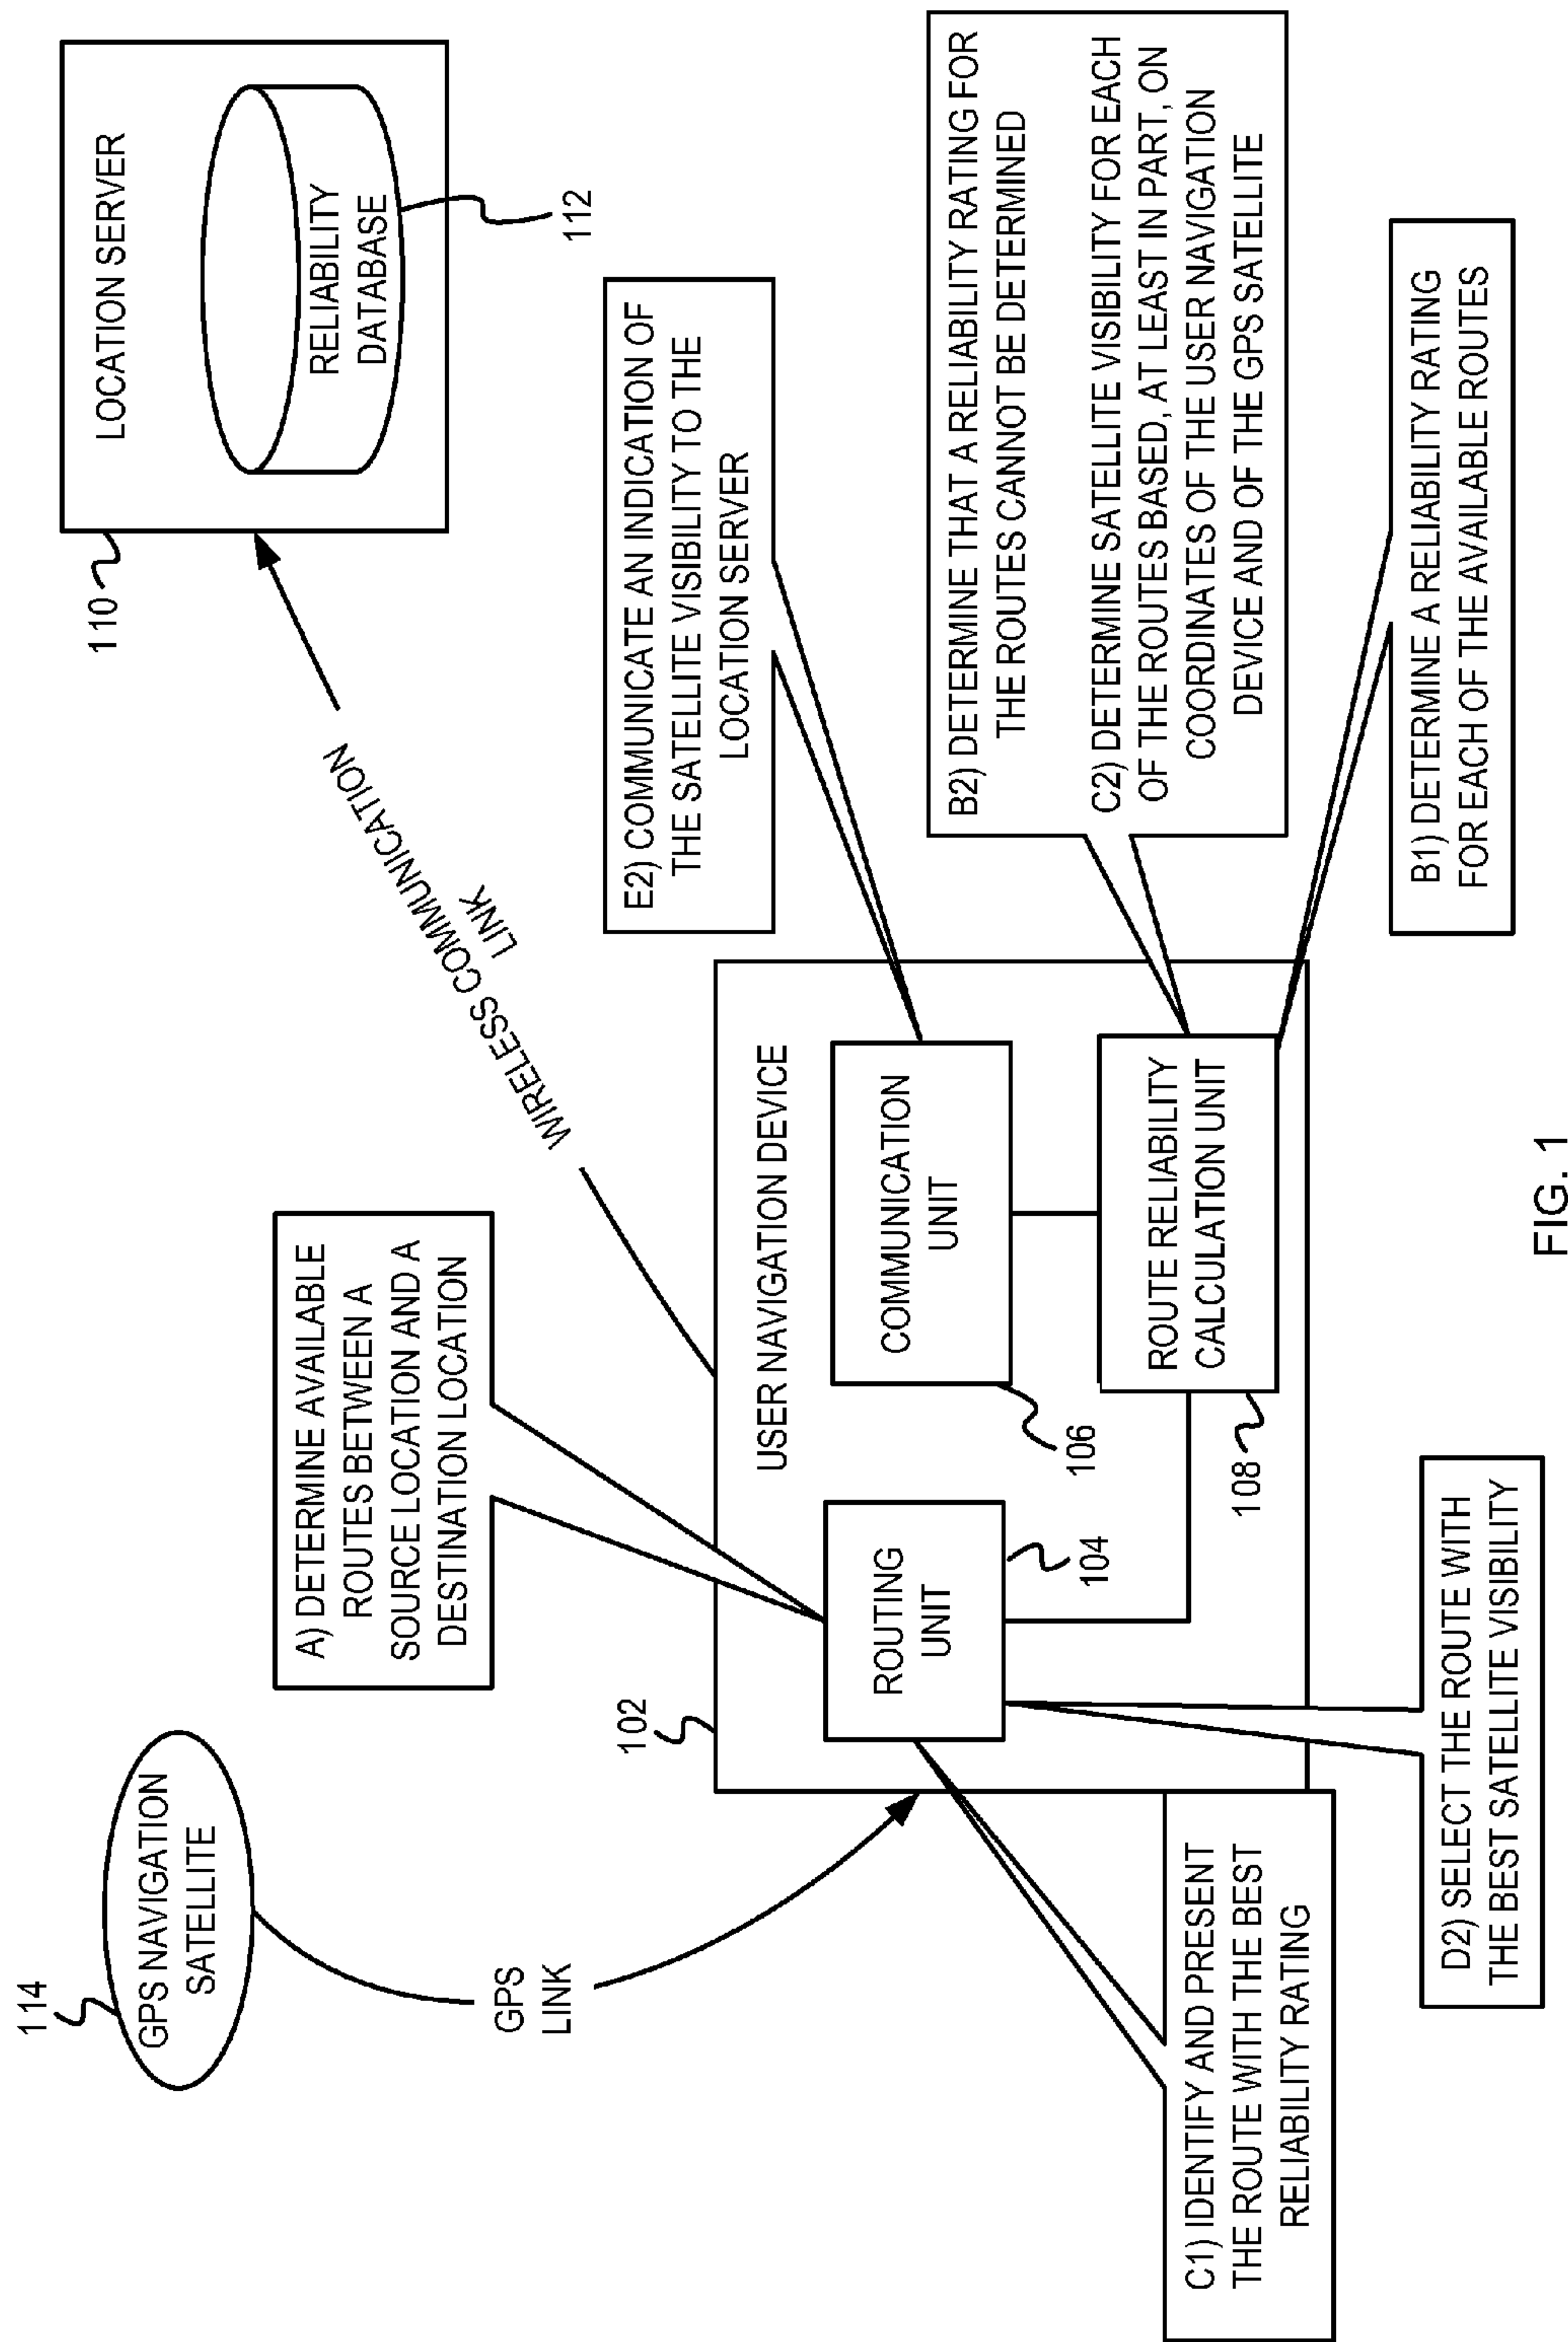 114
GPS NAVIGATION
SATELLITE
GPS
LINK
A) DETERMINE AVAILABLE
ROUTES BETWEEN A
SOURCE LOCATION AND A
DESTINATION LOCATION
WIRELESS COMMUNICATION
LINK
110
LOCATION SERVER
RELIABILITY
DATABASE
112
E2) COMMUNICATE AN INDICATION OF
THE SATELLITE VISIBILITY TO THE
LOCATION SERVER
102
USER NAVIGATION DEVICE
ROUTING
UNIT
104
COMMUNICATION
UNIT
106
ROUTE RELIABILITY
CALCULATION UNIT
108
B2) DETERMINE THAT A RELIABILITY RATING FOR
THE ROUTES CANNOT BE DETERMINED
C2) DETERMINE SATELLITE VISIBILITY FOR EACH
OF THE ROUTES BASED, AT LEAST IN PART, ON
COORDINATES OF THE USER NAVIGATION
DEVICE AND OF THE GPS SATELLITE
C1) IDENTIFY AND PRESENT
THE ROUTE WITH THE BEST
RELIABILITY RATING
D2) SELECT THE ROUTE WITH
THE BEST SATELLITE VISIBILITY
B1) DETERMINE A RELIABILITY RATING
FOR EACH OF THE AVAILABLE ROUTES
FIG. 1